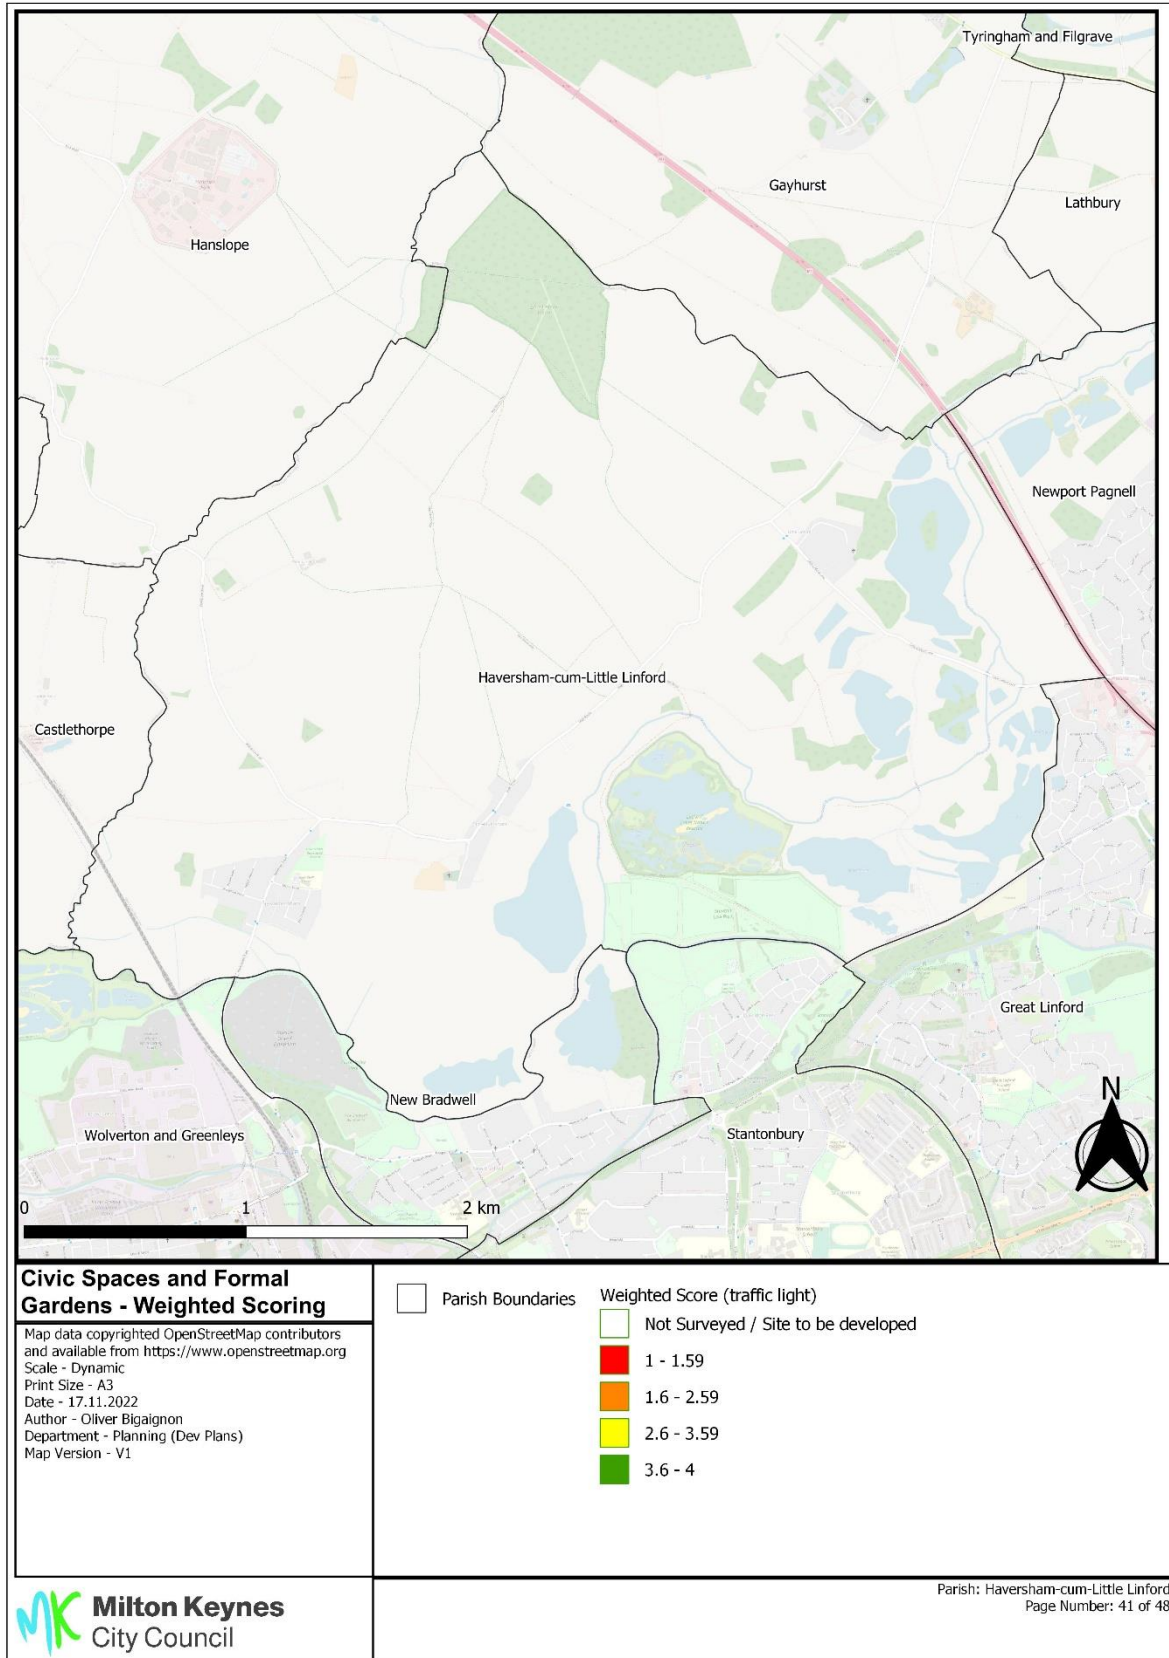 Tyringham and Filgrave
Gayhurst
Lathbury
Hanslope
Newport Pagnell
Haversham-cum-Little Linford
Castlethorpe
Great Linford
New Bradwell
Wolverton and Greenleys
Stantonbury
N
0 1 2 km
Civic Spaces and Formal
Gardens - Weighted Scoring
Map data copyrighted OpenStreetMap contributors
and available from https://www.openstreetmap.org
Scale - Dynamic
Print Size - A3
Date - 17.11.2022
Author - Oliver Bigaignon
Department - Planning (Dev Plans)
Map Version - V1
Parish Boundaries
Weighted Score (traffic light)
Not Surveyed / Site to be developed
1 - 1.59
1.6 - 2.59
2.6 - 3.59
3.6 - 4
MK Milton Keynes
City Council
Parish: Haversham-cum-Little Linford
Page Number: 41 of 48